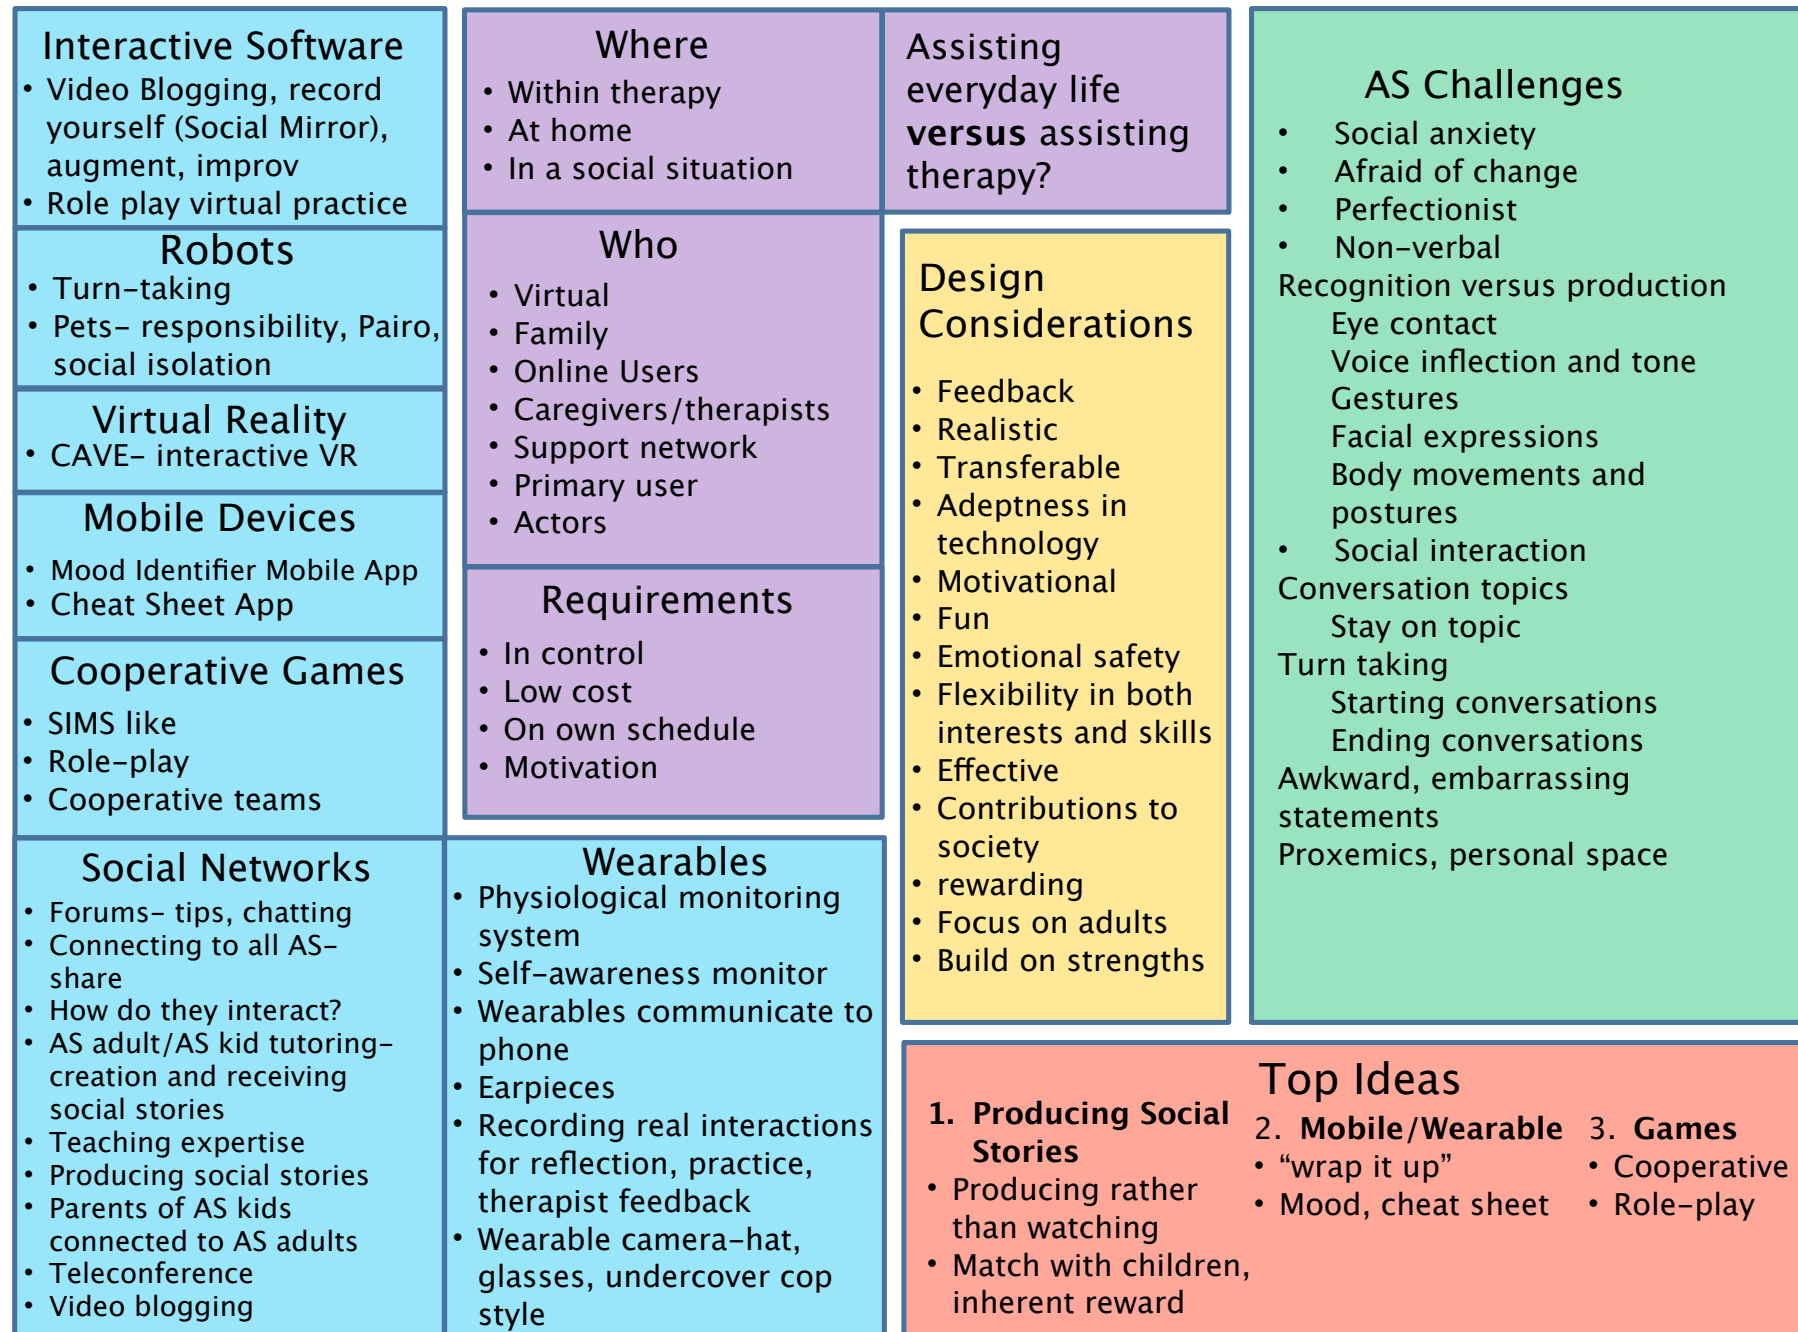 Interactive Software
• Video Blogging, record
yourself (Social Mirror),
augment, improv
• Role play virtual practice
Robots
• Turn-taking
• Pets- responsibility, Pairo,
social isolation
Virtual Reality
• CAVE- interactive VR
Mobile Devices
• Mood Identifier Mobile App
• Cheat Sheet App
Cooperative Games
• SIMS like
• Role-play
• Cooperative teams
Social Networks
• Forums- tips, chatting
• Connecting to all AS-
share
• How do they interact?
• AS adult/AS kid tutoring-
creation and receiving
social stories
• Teaching expertise
• Producing social stories
• Parents of AS kids
connected to AS adults
• Teleconference
• Video blogging
Where
• Within therapy
• At home
• In a social situation
Who
• Virtual
• Family
• Online Users
• Caregivers/therapists
• Support network
• Primary user
• Actors
Requirements
• In control
• Low cost
• On own schedule
• Motivation
Wearables
• Physiological monitoring
system
• Self-awareness monitor
• Wearables communicate to
phone
• Earpieces
• Recording real interactions
for reflection, practice,
therapist feedback
• Wearable camera-hat,
glasses, undercover cop
style
Assisting
everyday life
versus assisting
therapy?
Design
Considerations
• Feedback
• Realistic
• Transferable
• Adeptness in
technology
• Motivational
• Fun
• Emotional safety
• Flexibility in both
interests and skills
• Effective
• Contributions to
society
• rewarding
• Focus on adults
• Build on strengths
AS Challenges
• Social anxiety
• Afraid of change
• Perfectionist
• Non-verbal
Recognition versus production
Eye contact
Voice inflection and tone
Gestures
Facial expressions
Body movements and
postures
• Social interaction
Conversation topics
Stay on topic
Turn taking
Starting conversations
Ending conversations
Awkward, embarrassing
statements
Proxemics, personal space
Top Ideas
1. Producing Social
Stories
• Producing rather
than watching
• Match with children,
inherent reward
2. Mobile/Wearable
• “wrap it up”
• Mood, cheat sheet
3. Games
• Cooperative
• Role-play